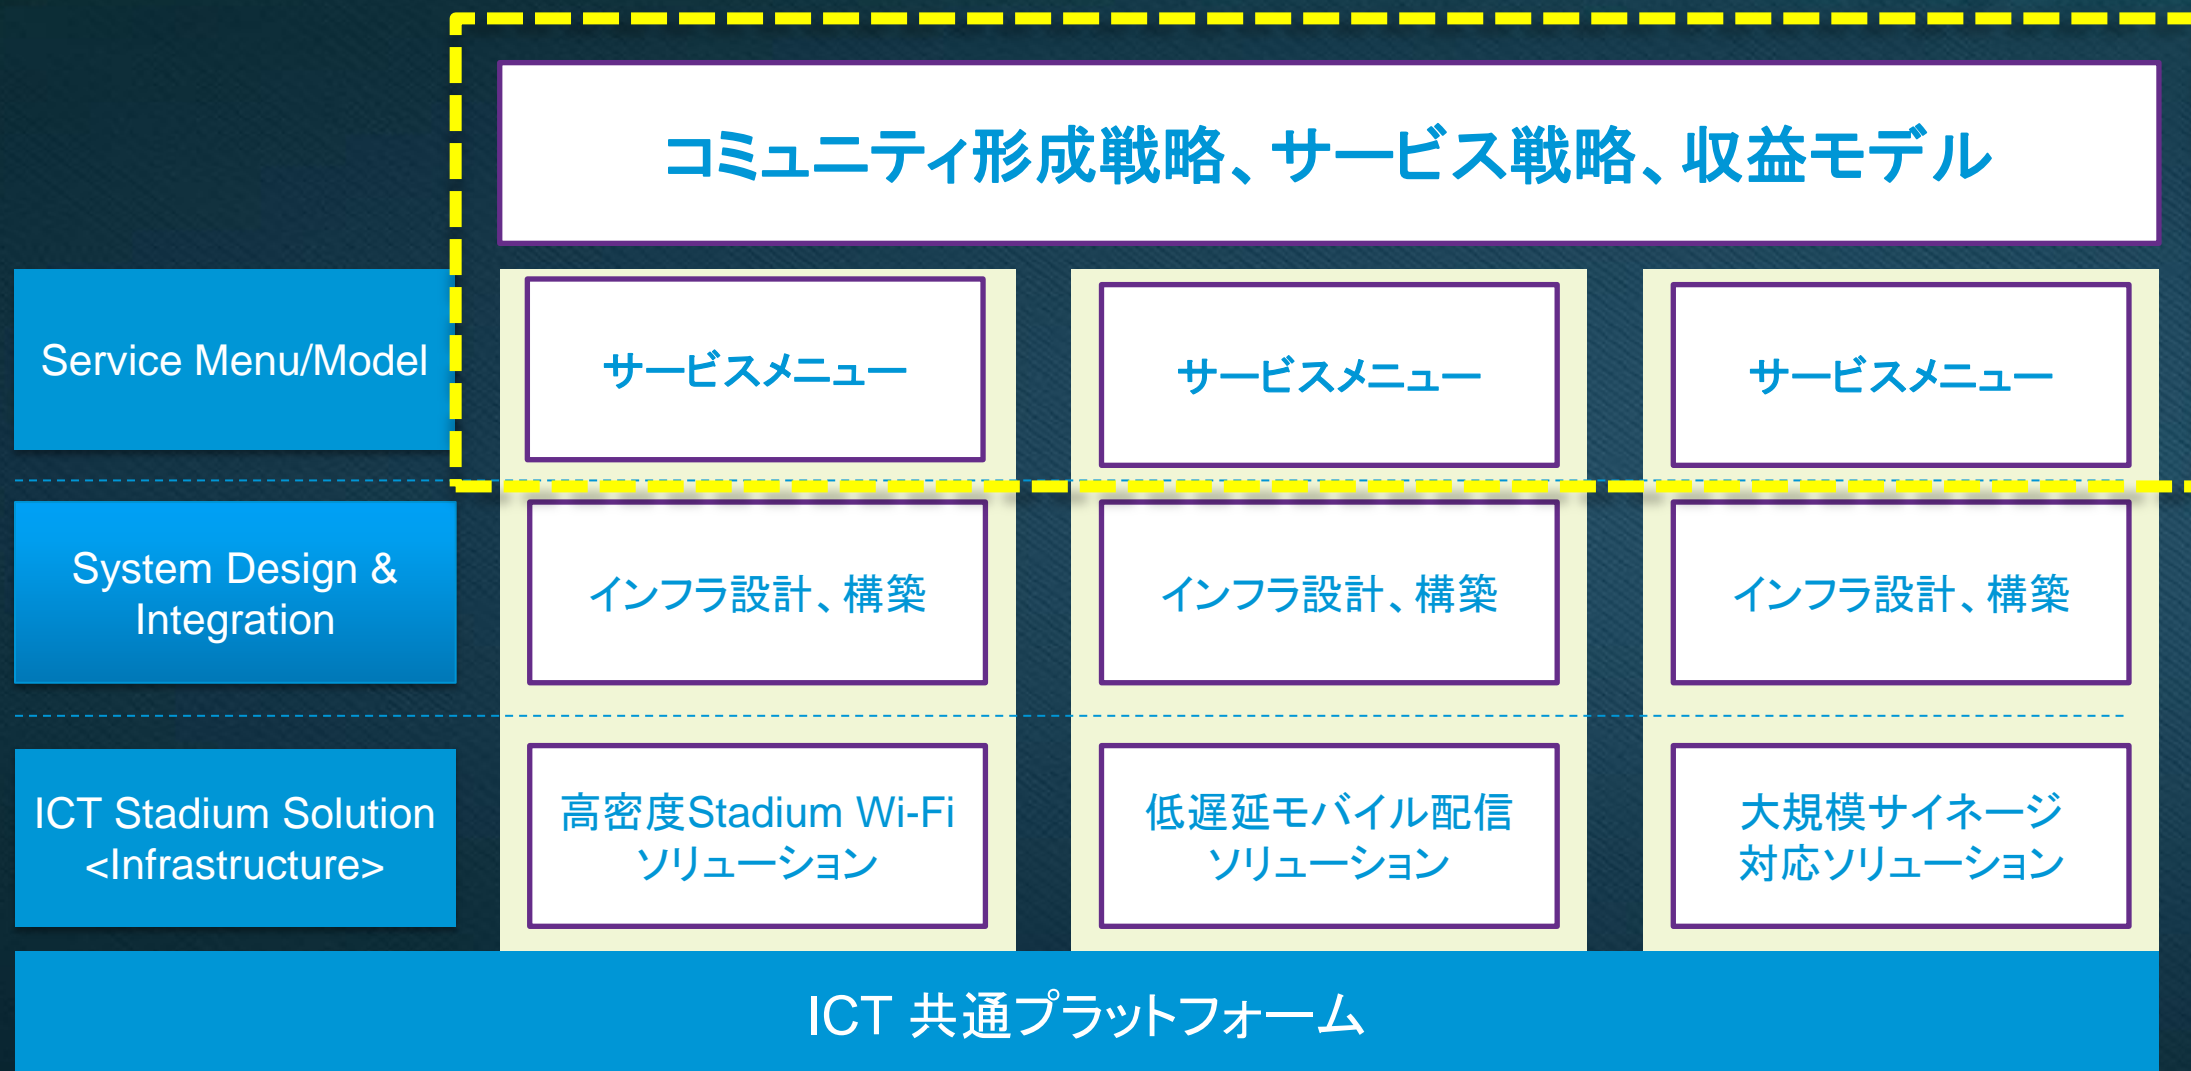 コミュニティ形成戦略、サービス戦略、収益モデル
Service Menu/Model
サービスメニュー
サービスメニュー
サービスメニュー
System Design &
Integration
インフラ設計、構築
インフラ設計、構築
インフラ設計、構築
ICT Stadium Solution
<Infrastructure>
高密度Stadium Wi-Fi
ソリューション
低遅延モバイル配信
ソリューション
大規模サイネージ
対応ソリューション
ICT 共通プラットフォーム